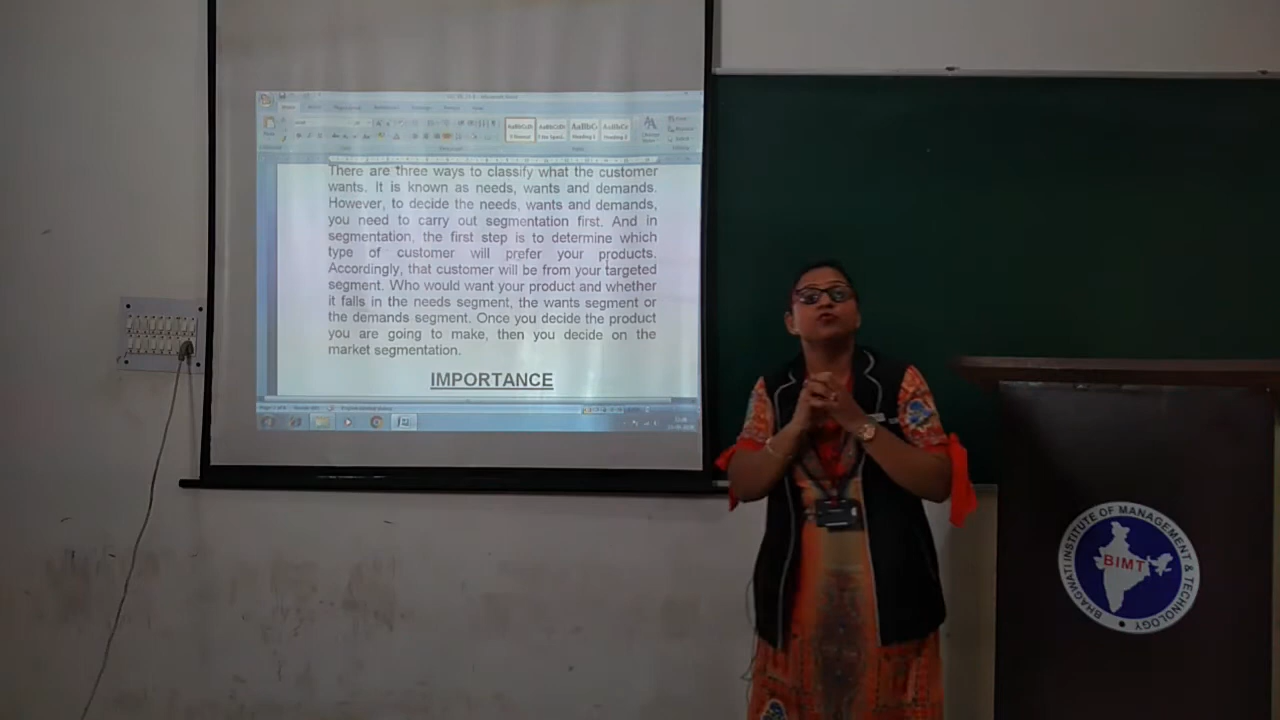 AaBbCcDc AaBbCcDc AaBbC AaBbCc
There are three ways to classify what the customer
wants. It is known as needs, wants and demands.
However, to decide the needs, wants and demands,
you need to carry out segmentation first. And in
segmentation, the first step is to determine which
type of customer will prefer your products.
Accordingly, that customer will be from your targeted
segment. Who would want your product and whether
it falls in the needs segment, the wants segment or
the demands segment. Once you decide the product
you are going to make, then you decide on the
market segmentation.
IMPORTANCE
BHAGWATI INSTITUTE OF MANAGEMENT & TECHNOLOGY
BIMT